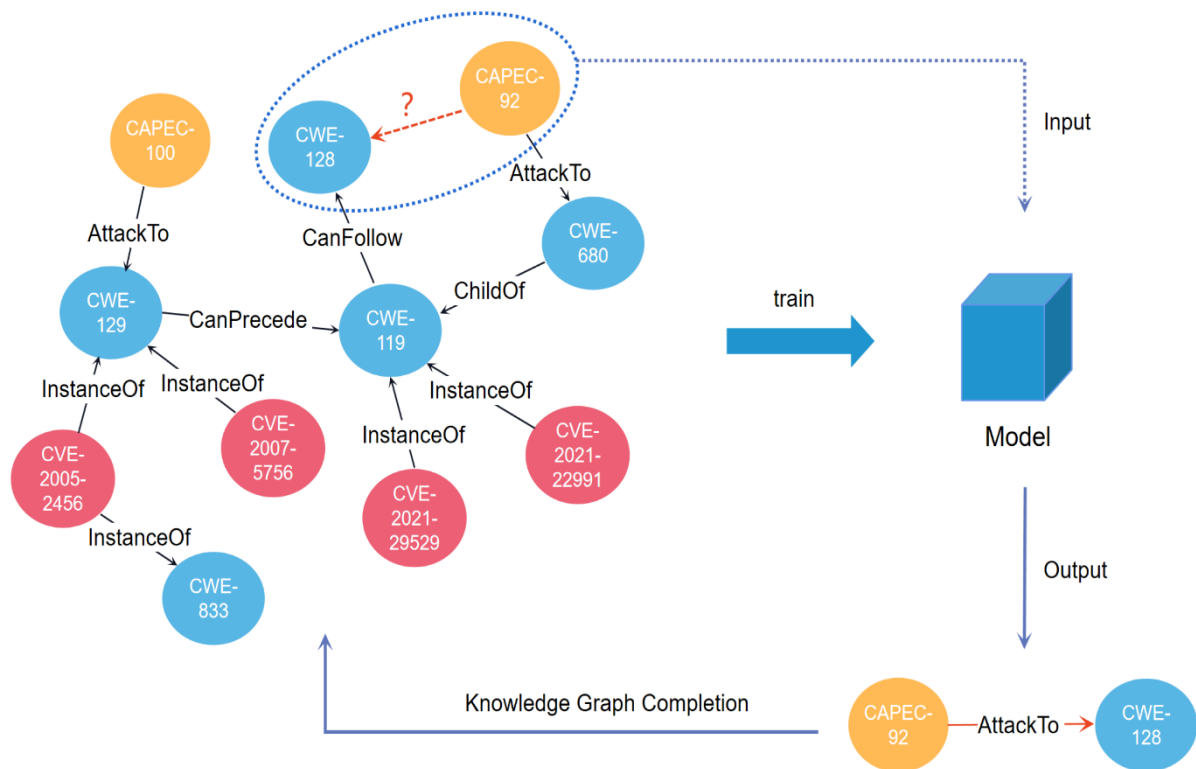 CAPEC-
92
?
CAPEC-
100
CWE-
128
Input
AttackTo
AttackTo
CanFollow
CWE-
680
ChildOf
train
CWE-
129
CanPrecede
CWE-
119
InstanceOf
InstanceOf
InstanceOf
InstanceOf
CVE-
2005-
2456
CVE-
2007-
5756
CVE-
2021-
22991
Model
CVE-
2021-
29529
InstanceOf
CWE-
833
Output
Knowledge Graph Completion
CAPEC-
92
AttackTo
CWE-
128